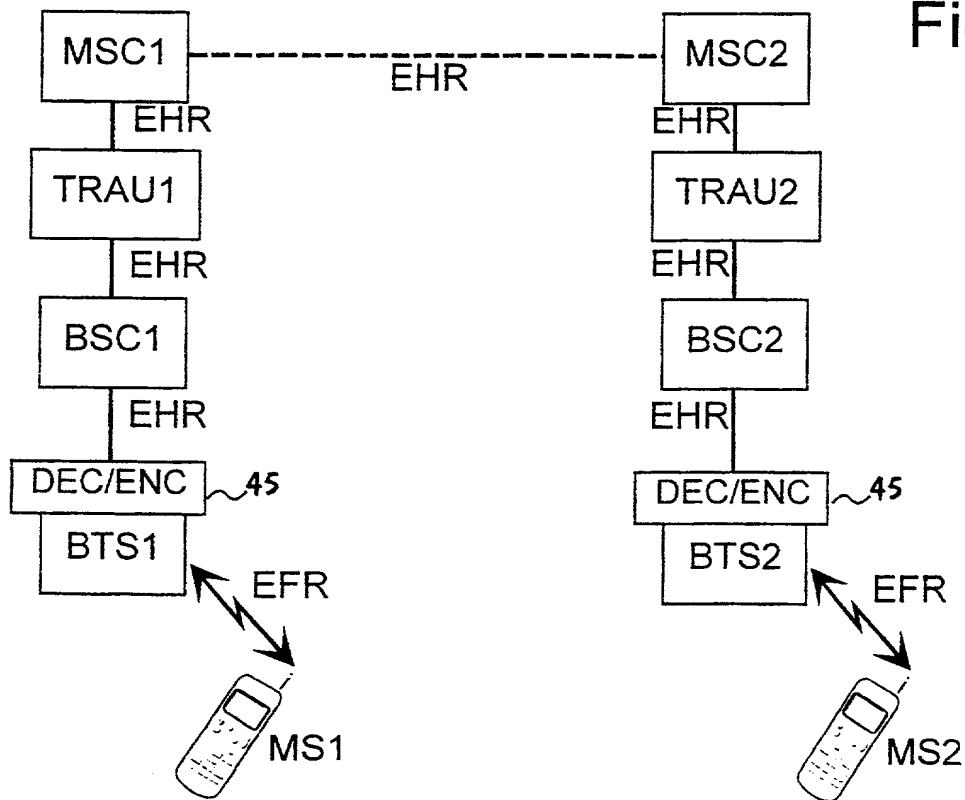 Fi
MSC1
EHR
MSC2
EHR
EHR
TRAU1
TRAU2
EHR
EHR
BSC1
BSC2
EHR
EHR
DEC/ENC
45
DEC/ENC
45
BTS1
BTS2
EFR
EFR
MS1
MS2